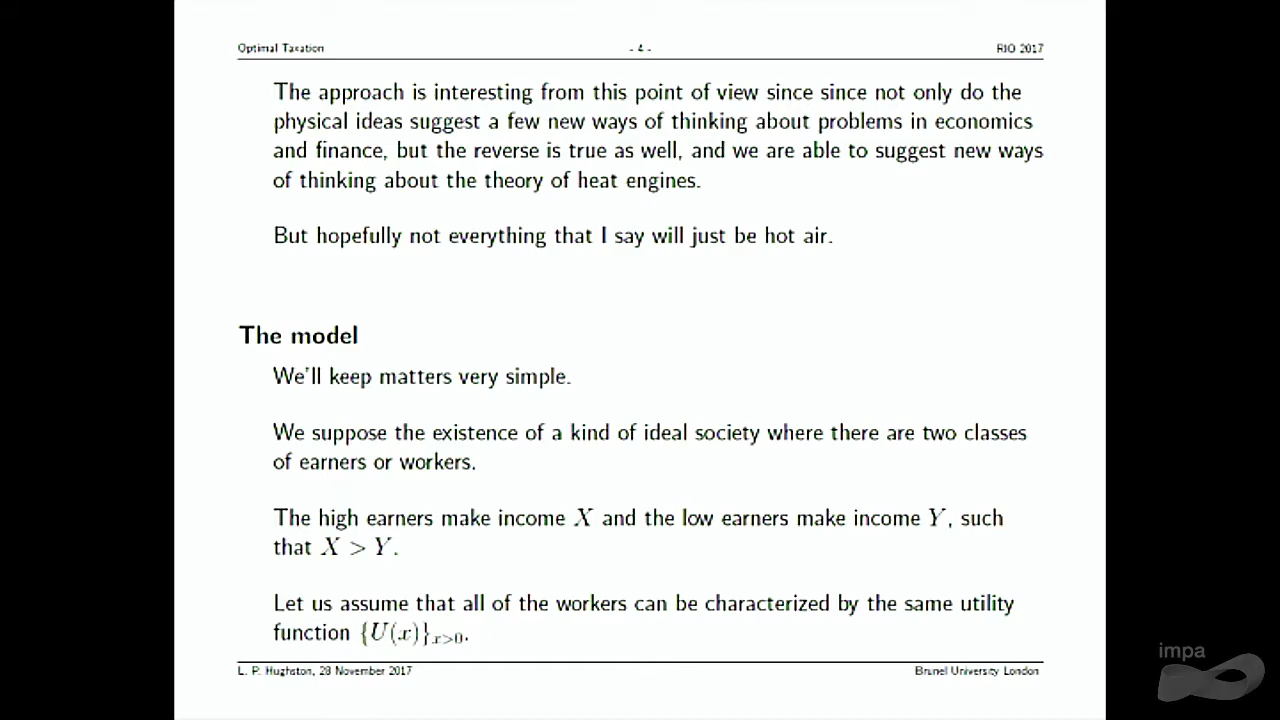 Optimal Taxation
- 4 -
RIO 2017
The approach is interesting from this point of view since since not only do the
physical ideas suggest a few new ways of thinking about problems in economics
and finance, but the reverse is true as well, and we are able to suggest new ways
of thinking about the theory of heat engines.
But hopefully not everything that I say will just be hot air.
The model
We'll keep matters very simple.
We suppose the existence of a kind of ideal society where there are two classes
of earners or workers.
The high earners make income X and the low earners make income Y, such
that X > Y.
Let us assume that all of the workers can be characterized by the same utility
function {U(x)}x>0.
L. P. Hughston, 28 November 2017
Brunel University London
impa